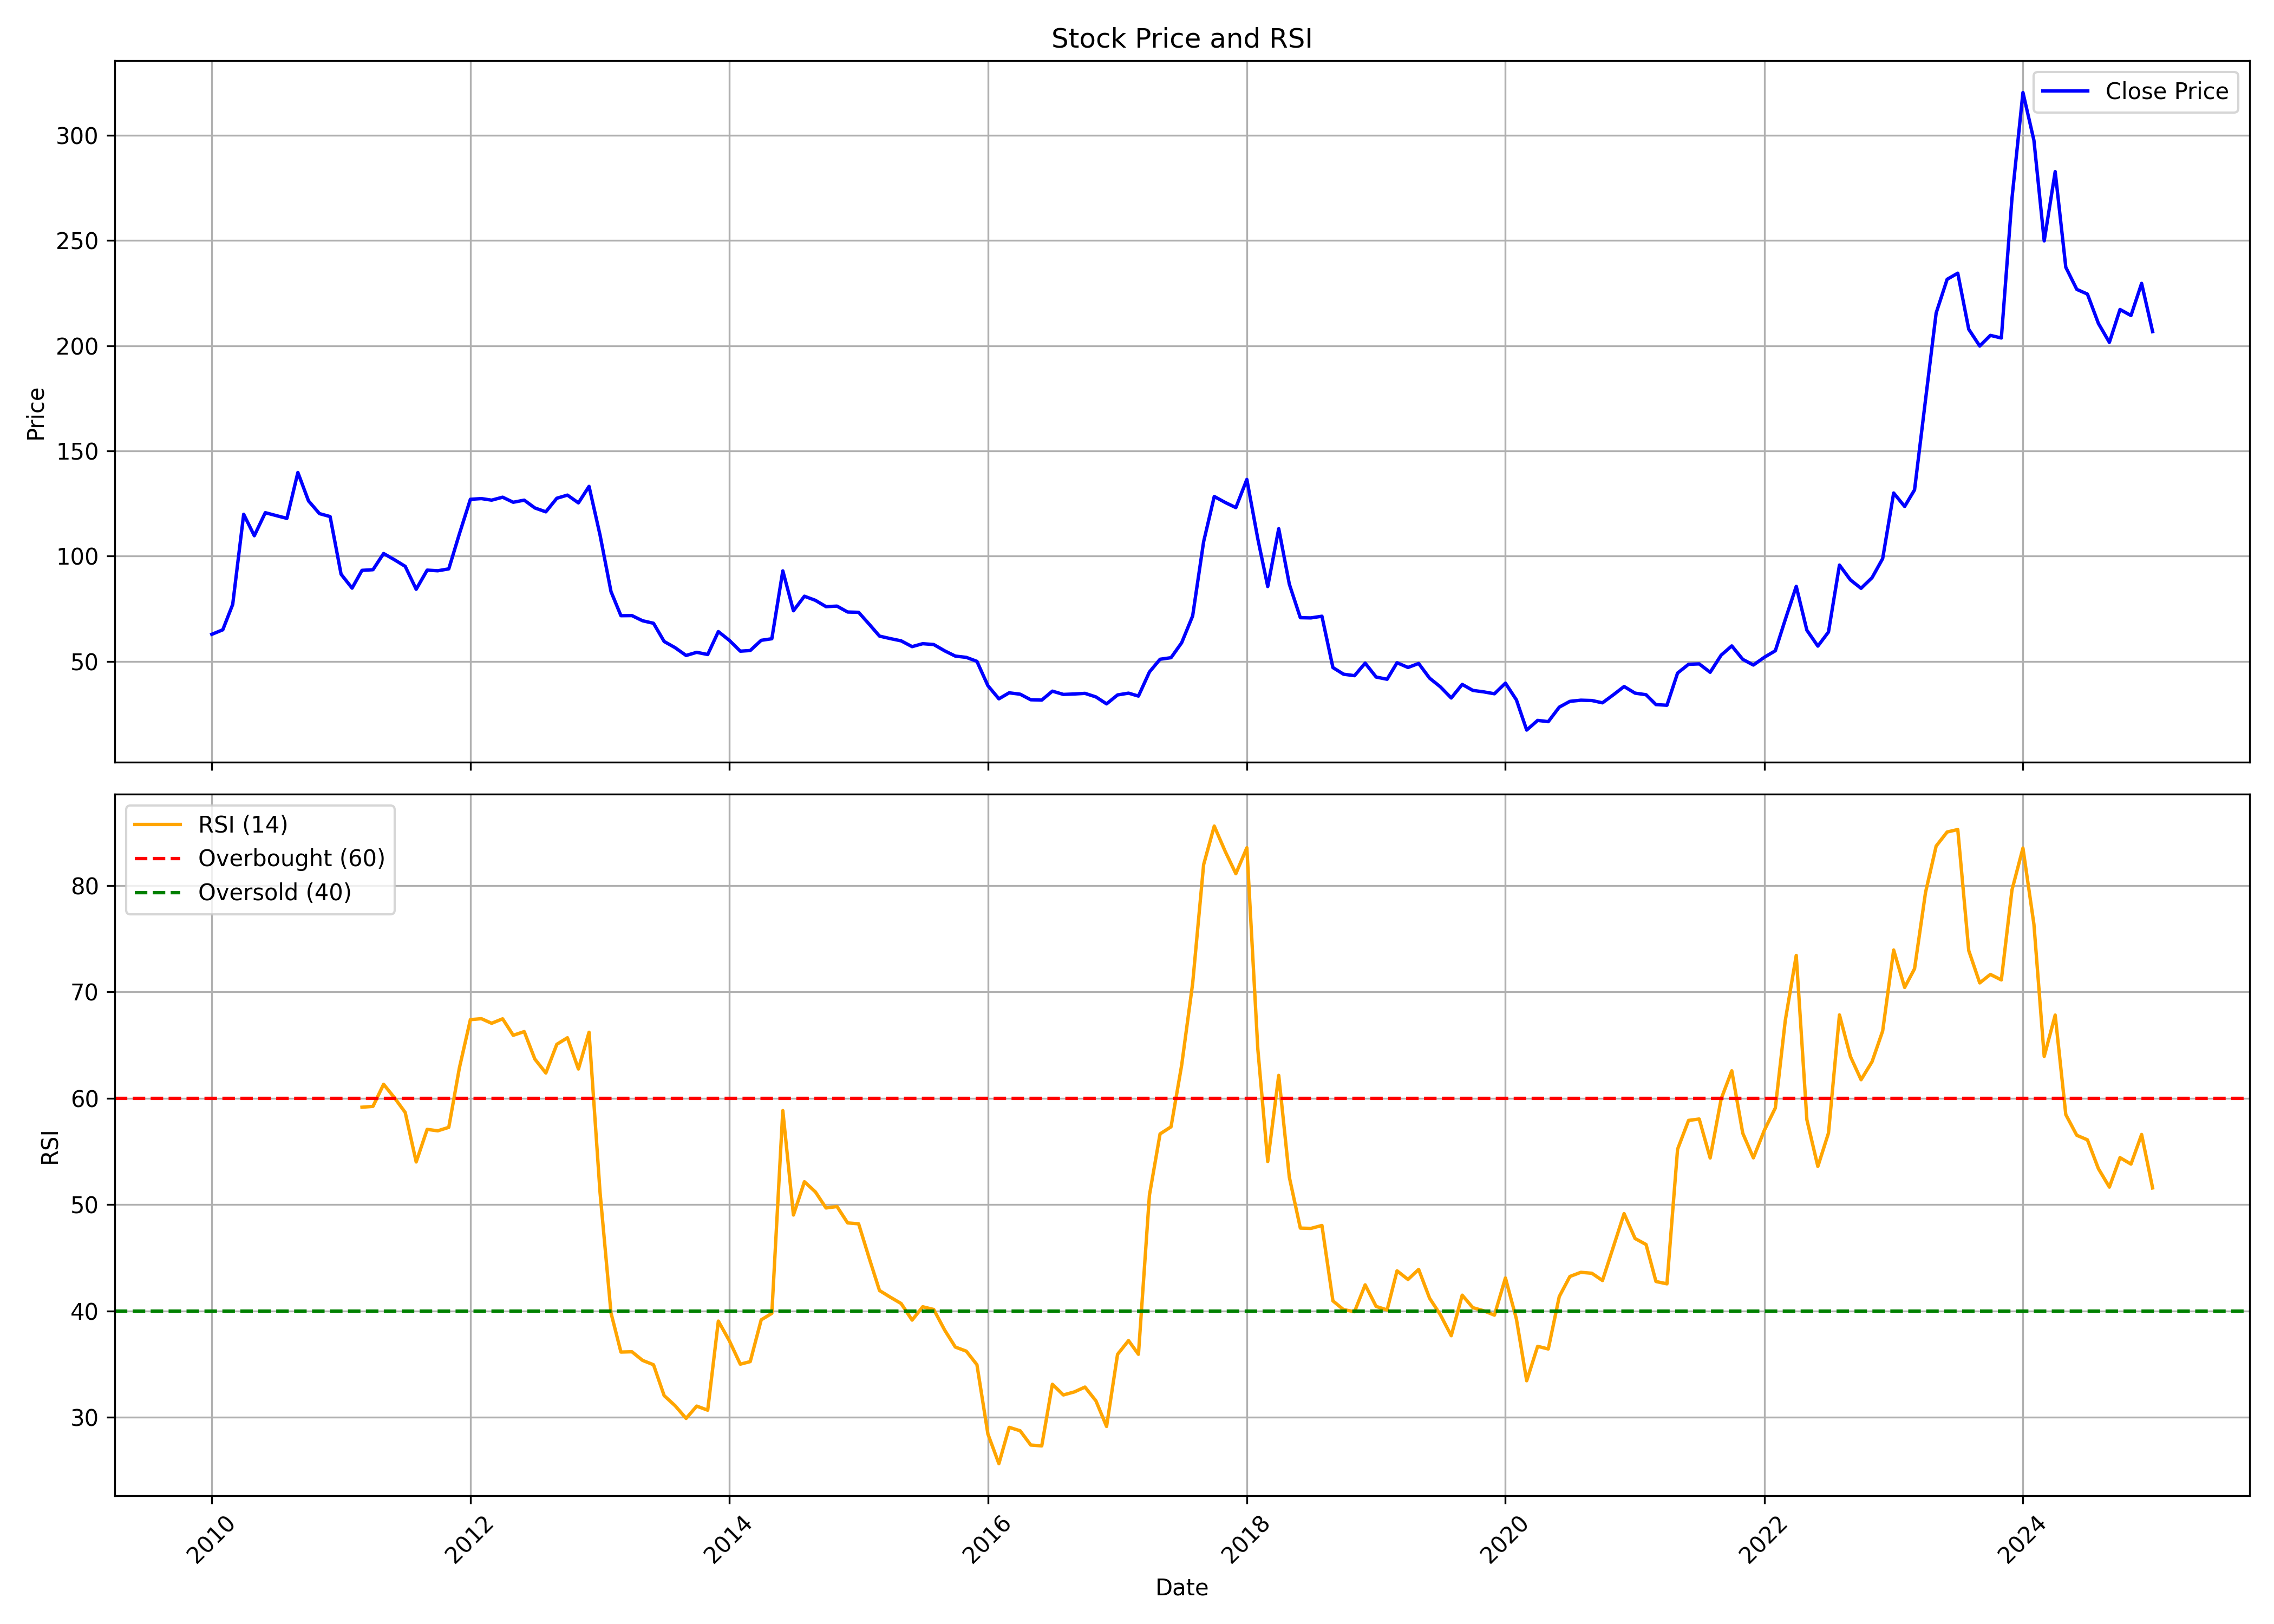 Stock Price and RSI
Close Price
300
250
200
150
100
50
Price
RSI (14)
Overbought (60)
Oversold (40)
80
70
60
50
40
30
RSI
2010
2012
2014
2016
2018
2020
2022
2024
Date